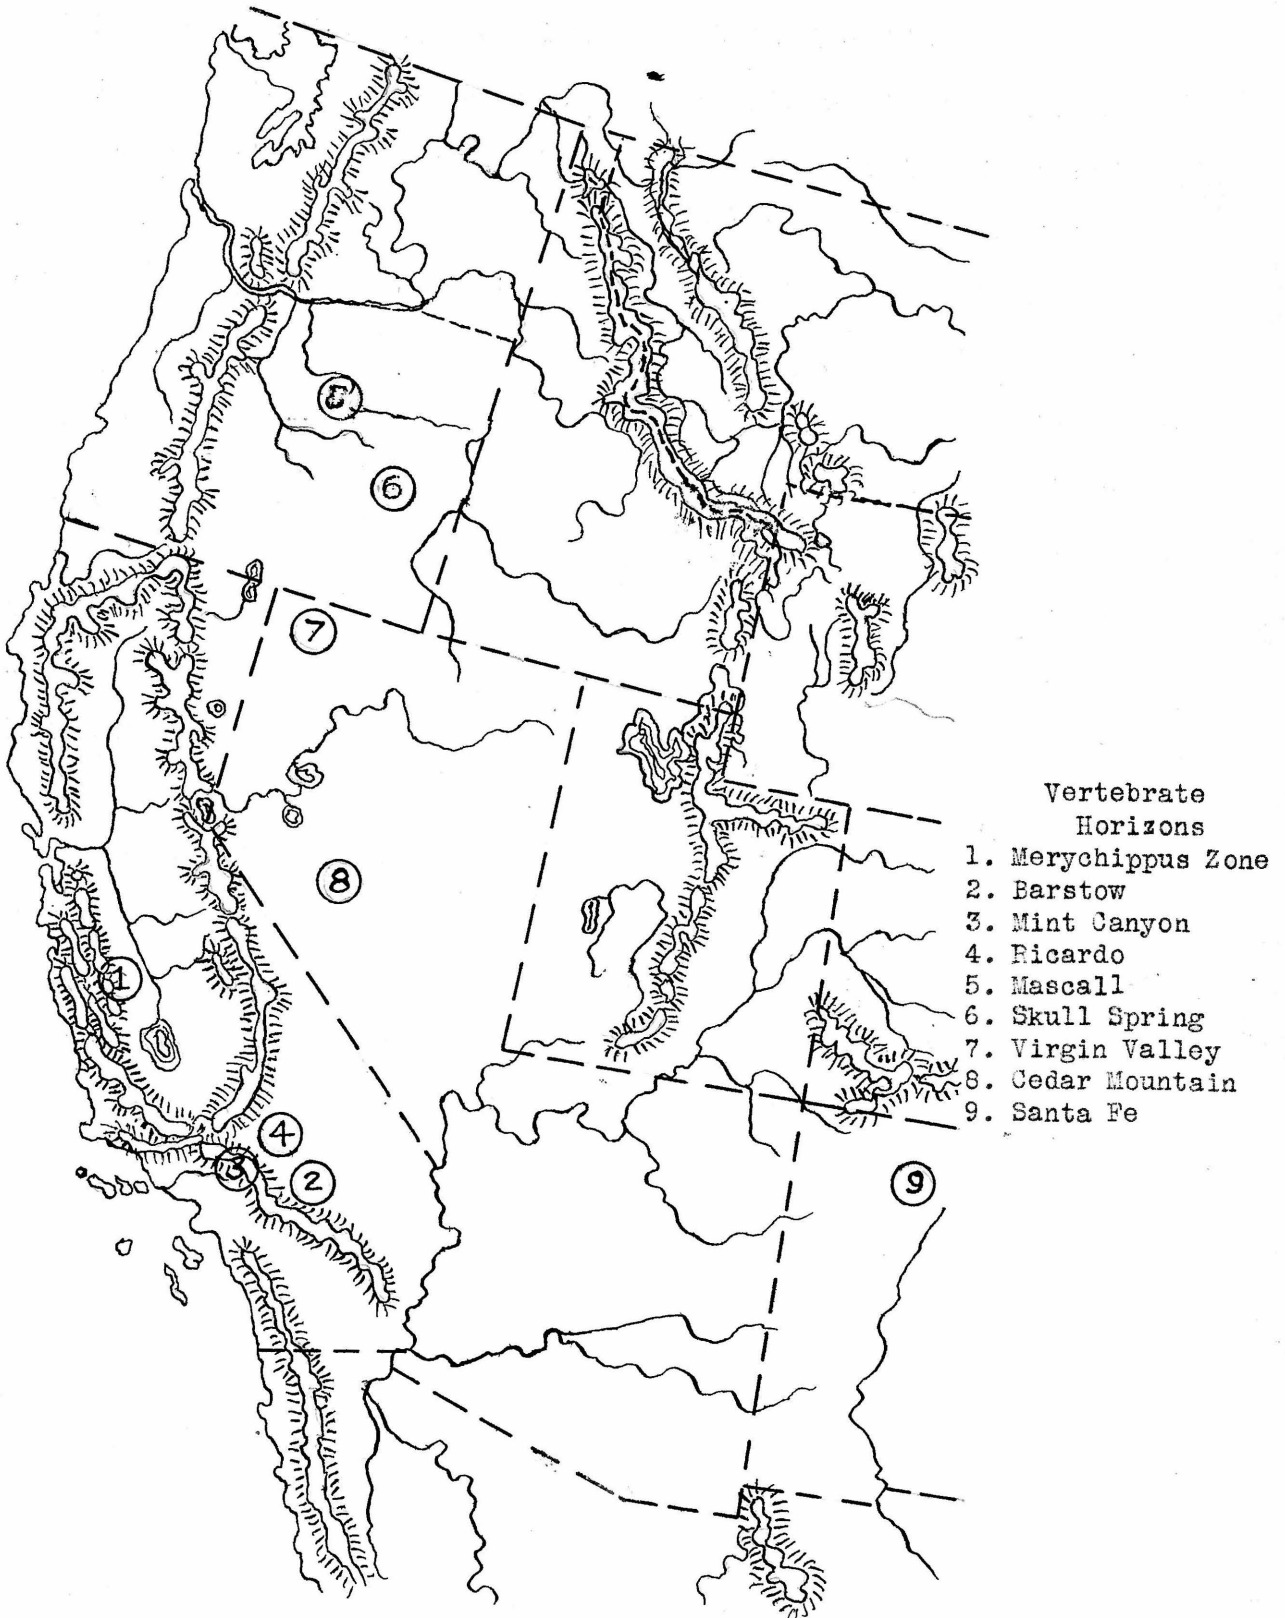 5
6
7
8
1
4
3
2
9
Vertebrate
Horizons
1. Merychippus Zone
2. Barstow
3. Mint Canyon
4. Ricardo
5. Mascall
6. Skull Spring
7. Virgin Valley
8. Cedar Mountain
9. Santa Fe